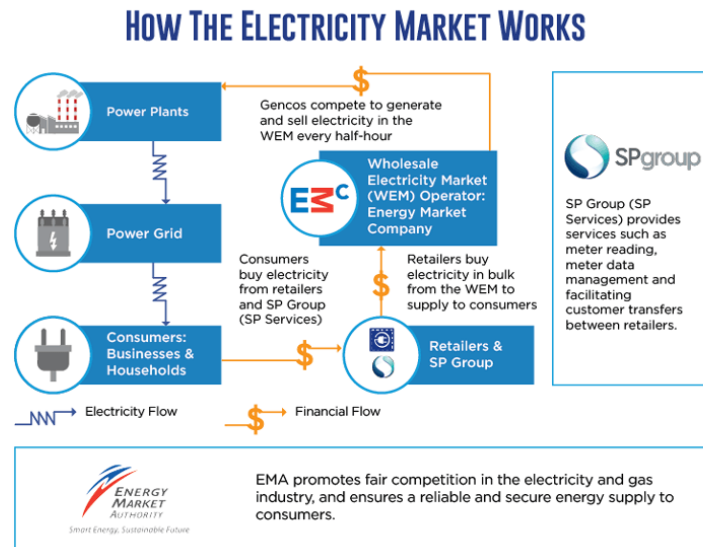 HOW THE ELECTRICITY MARKET WORKS
Power Plants
Gencos compete to generate
and sell electricity in the
WEM every half-hour
EMC
Wholesale
Electricity Market
(WEM) Operator:
Energy Market
Company
Power Grid
Consumers
buy electricity
from retailers
and SP Group
(SP Services)
Retailers buy
electricity in bulk
from the WEM to
supply to consumers
Consumers:
Businesses &
Households
Retailers &
SP Group
Electricity Flow
Financial Flow
SPgroup
SP Group (SP
Services) provides
services such as
meter reading,
meter data
management and
facilitating
customer transfers
between retailers.
ENERGY
MARKET
AUTHORITY
Smart Energy, Sustainable Future
EMA promotes fair competition in the electricity and gas
industry, and ensures a reliable and secure energy supply to
consumers.